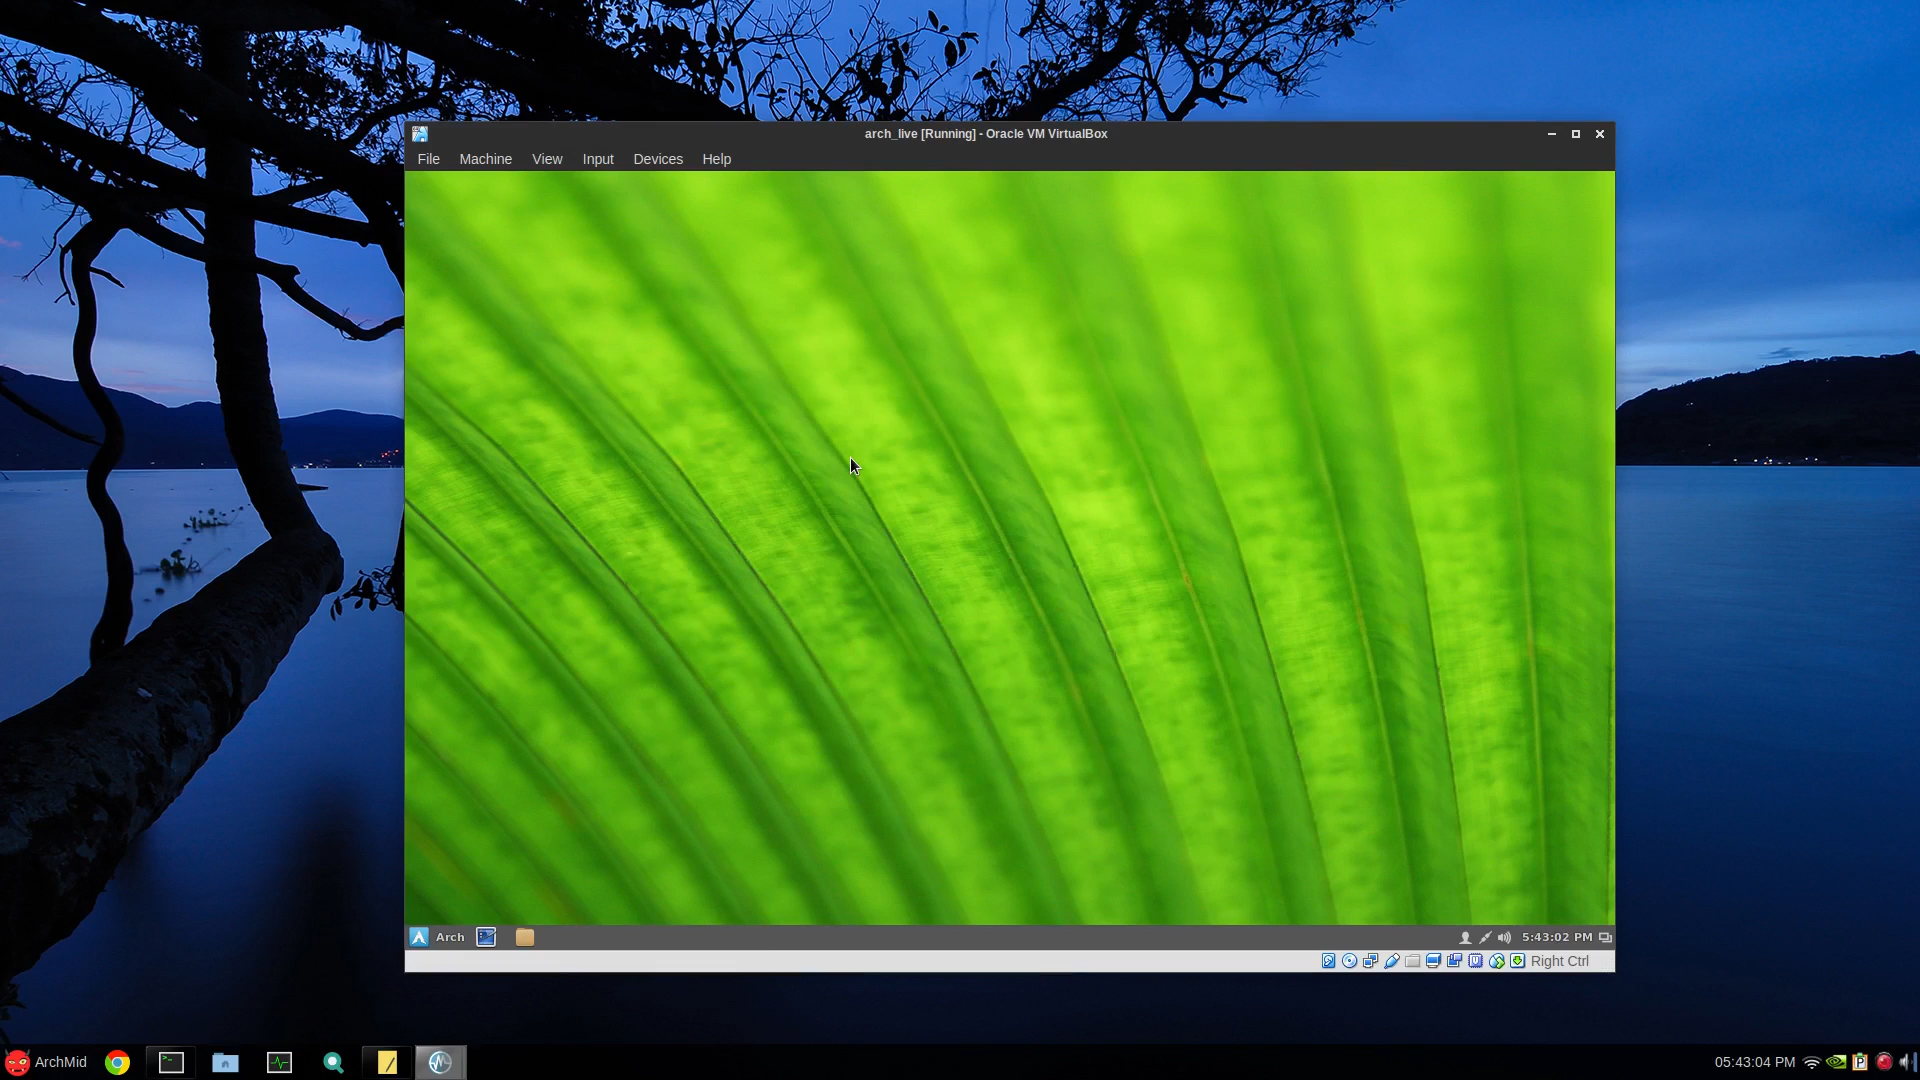 arch_live [Running] - Oracle VM VirtualBox
File Machine View Input Devices Help
Arch
5:43:02 PM
Right Ctrl
ArchMid
05:43:04 PM